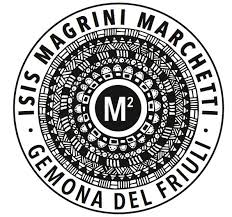 · ISIS MAGRINI MARCHETTI ·
M²
GEMONA DEL FRIULI